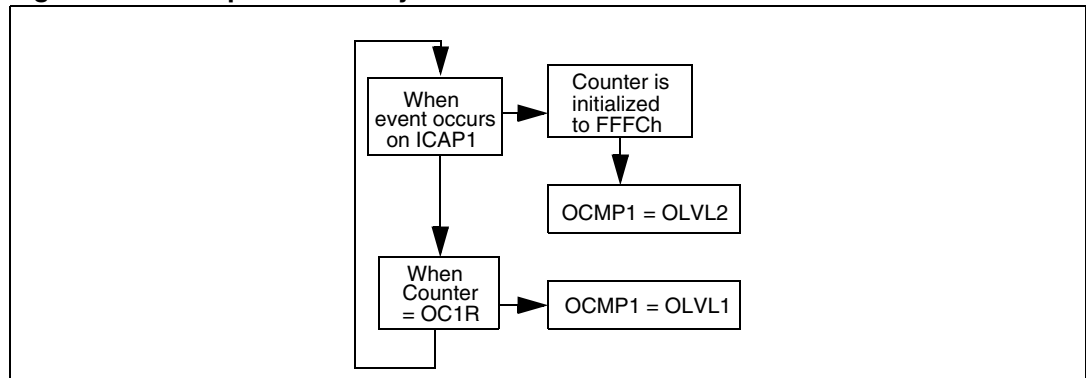 When
event occurs
on ICAP1
Counter is
initialized
to FFFCh
OCMP1 = OLVL2
When
Counter
= OC1R
OCMP1 = OLVL1